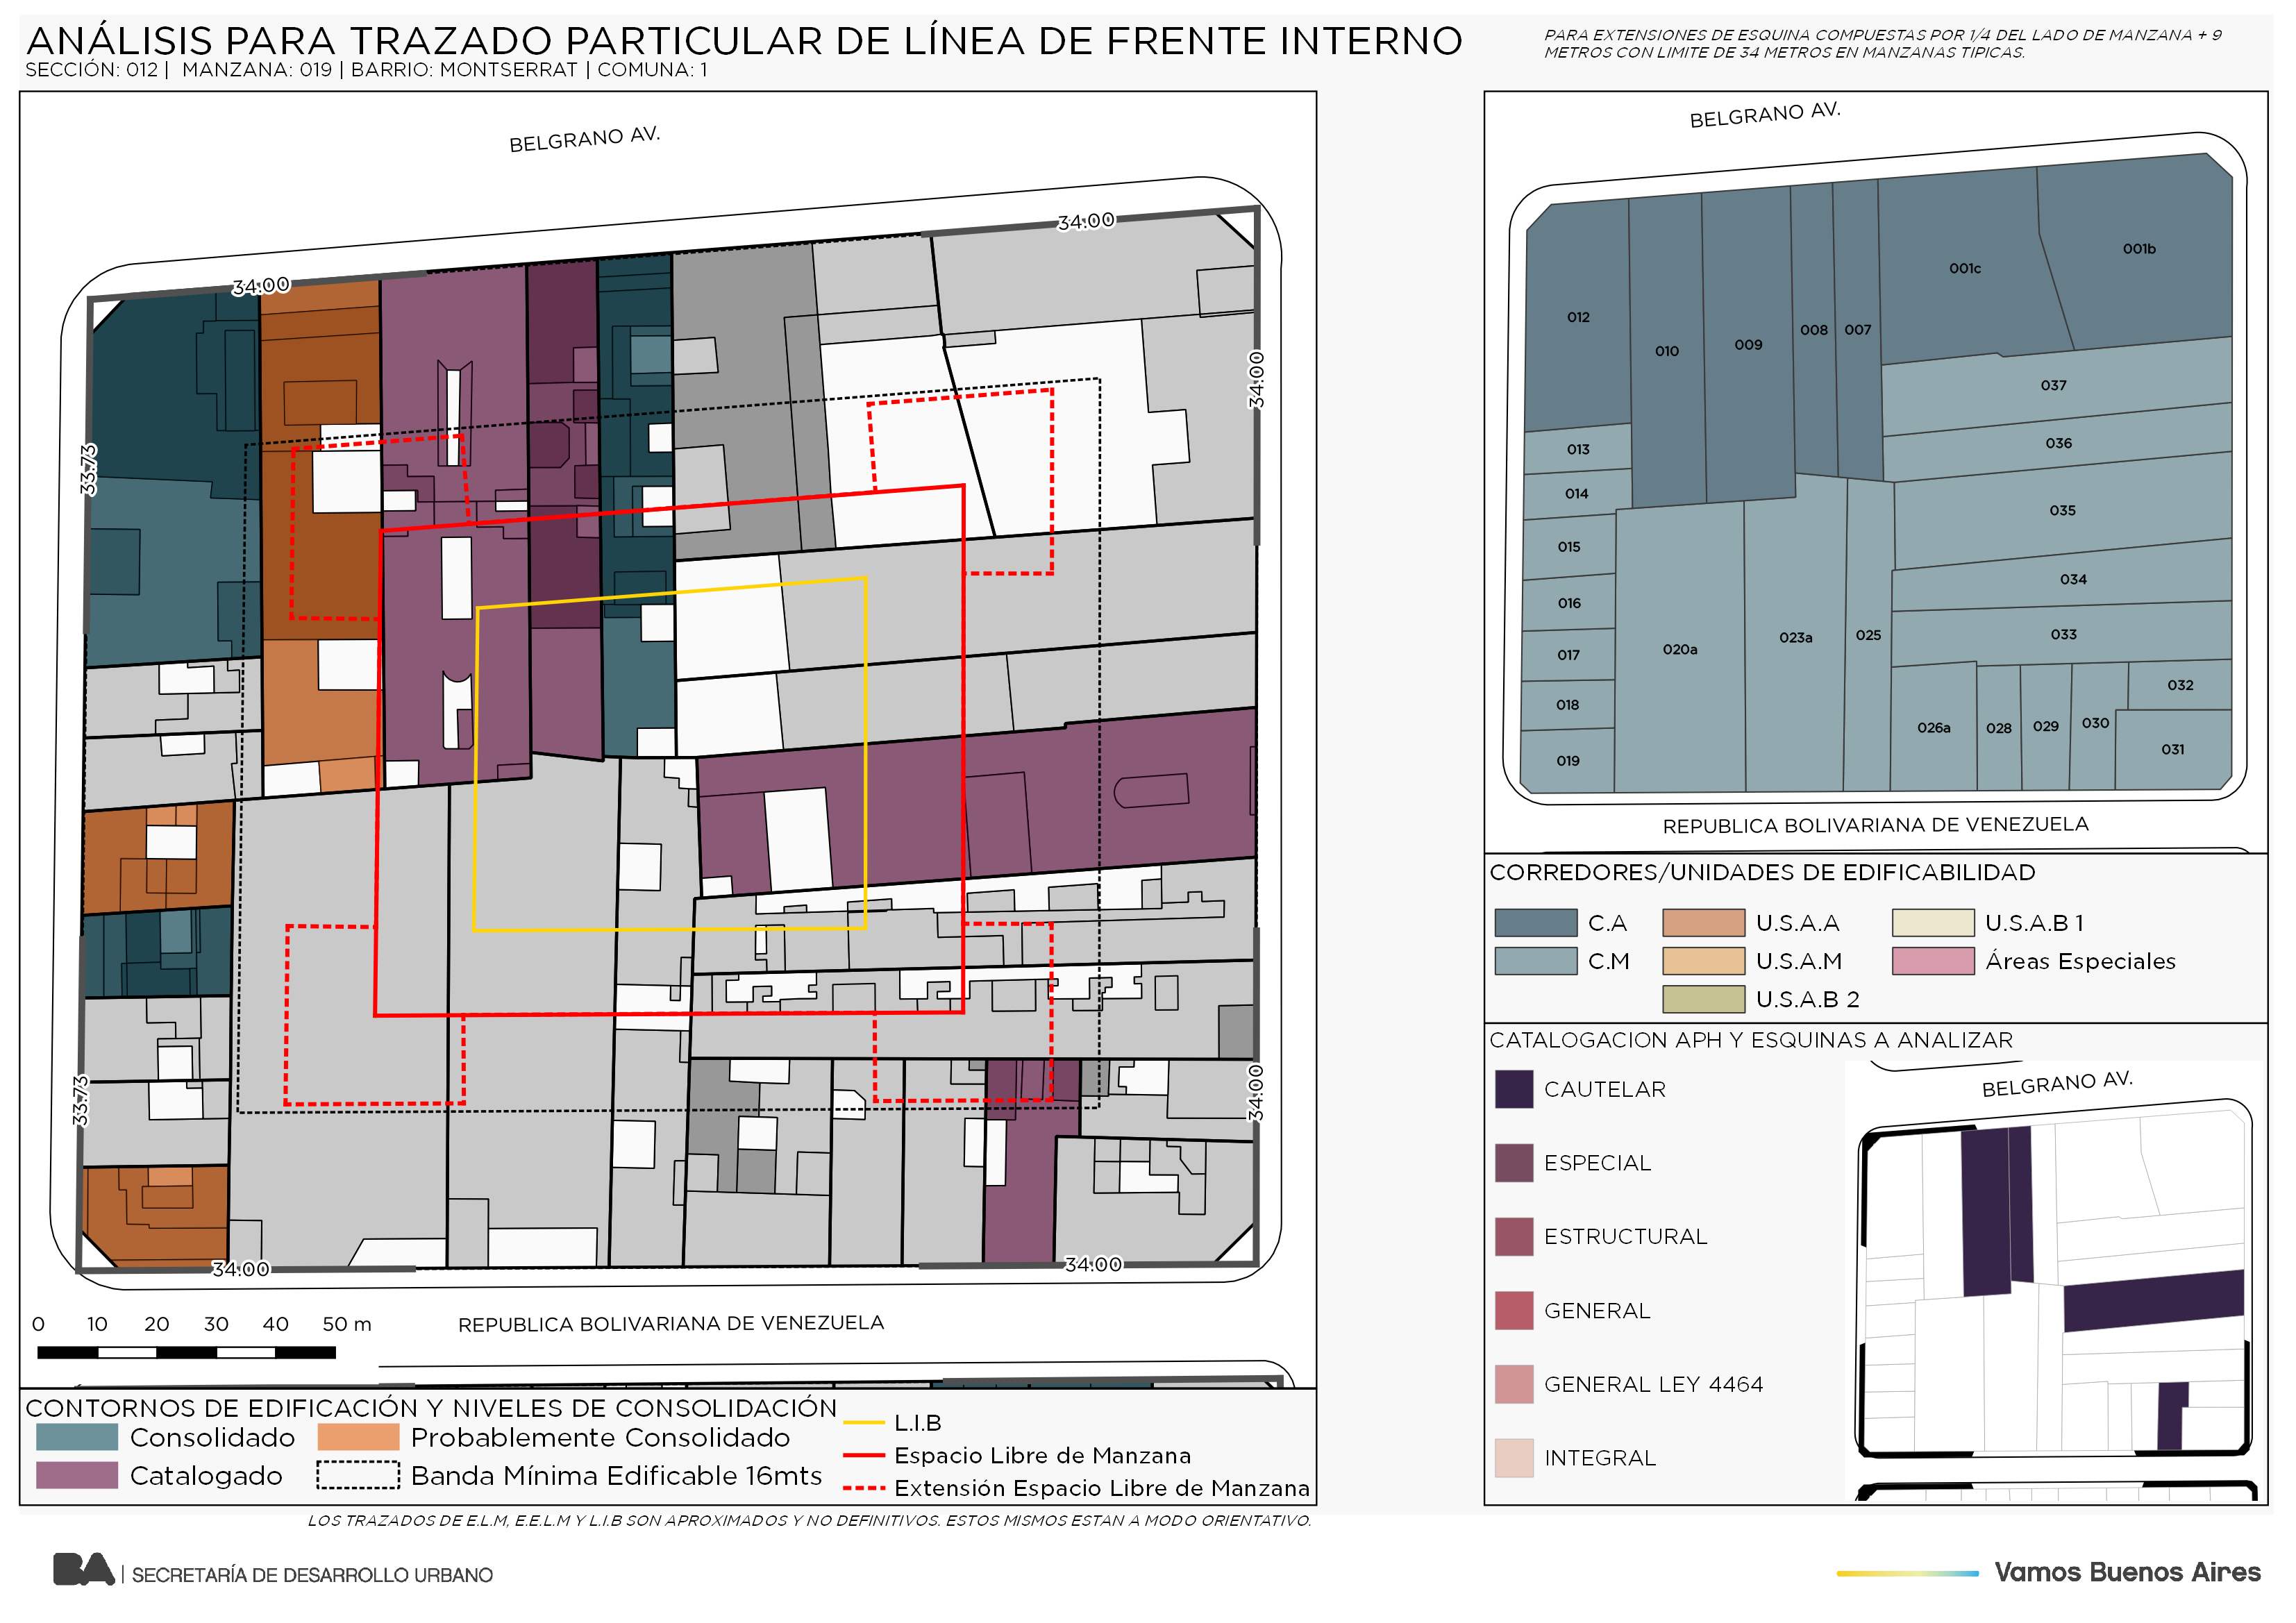 ANÁLISIS PARA TRAZADO PARTICULAR DE LÍNEA DE FRENTE INTERNO
SECCIÓN: 012 | MANZANA: 019 | BARRIO: MONTSERRAT | COMUNA: 1
PARA EXTENSIONES DE ESQUINA COMPUESTAS POR 1/4 DEL LADO DE MANZANA + 9
METROS CON LIMITE DE 34 METROS EN MANZANAS TIPICAS.
BELGRANO AV.
34.00
34.00
34.00
33.73
33.73
34.00
34.00
34.00
0 10 20 30 40 50 m
REPUBLICA BOLIVARIANA DE VENEZUELA
CONTORNOS DE EDIFICACIÓN Y NIVELES DE CONSOLIDACIÓN
Consolidado
Probablemente Consolidado
Catalogado
Banda Mínima Edificable 16mts
L.I.B
Espacio Libre de Manzana
Extensión Espacio Libre de Manzana
LOS TRAZADOS DE E.L.M, E.E.L.M Y L.I.B SON APROXIMADOS Y NO DEFINITIVOS. ESTOS MISMOS ESTAN A MODO ORIENTATIVO.
BELGRANO AV.
001b
001c
012
008
007
009
010
037
036
013
014
035
015
034
016
033
025
023a
020a
017
032
018
030
029
028
026a
031
019
REPUBLICA BOLIVARIANA DE VENEZUELA
CORREDORES/UNIDADES DE EDIFICABILIDAD
C.A
U.S.A.A
U.S.A.B 1
C.M
U.S.A.M
Áreas Especiales
U.S.A.B 2
CATALOGACION APH Y ESQUINAS A ANALIZAR
BELGRANO AV.
CAUTELAR
ESPECIAL
ESTRUCTURAL
GENERAL
GENERAL LEY 4464
INTEGRAL
BA | SECRETARÍA DE DESARROLLO URBANO
Vamos Buenos Aires